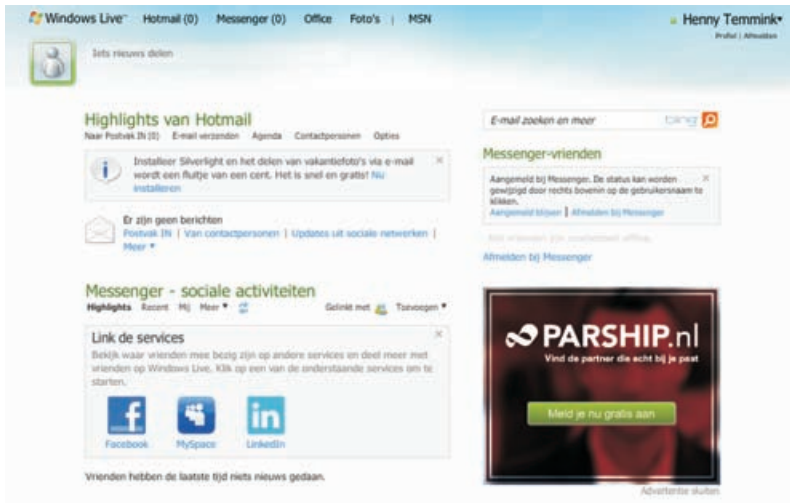 Windows Live™ Hotmail (0) Messenger (0) Office Foto's | MSN
Henny Temmink
Profiel | Afmelden
Iets nieuws delen
Highlights van Hotmail
Naar Postvak IN (0) E-mail verzenden Agenda Contactpersonen Opties
Installeer Silverlight en het delen van vakantiefoto's via e-mail
wordt een fluitje van een cent. Het is snel en gratis! Nu
installeren
Er zijn geen berichten
Postvak IN | Van contactpersonen | Updates uit sociale netwerken |
Meer
Messenger - sociale activiteiten
Highlights Recent Mij Meer Gelinkt met Toevoegen
Link de services
Bekijk waar vrienden mee bezig zijn op andere services en deel meer met
vrienden op Windows Live. Klik op een van de onderstaande services om te
starten.
Facebook MySpace LinkedIn
Vrienden hebben de laatste tijd niets nieuws gedaan.
E-mail zoeken en meer bing
Messenger-vrienden
Aangemeld bij Messenger. De status kan worden
gewijzigd door rechts bovenin op de gebruikersnaam te
klikken.
Aangemeld blijven | Afmelden bij Messenger
Afmelden bij Messenger
PARSHIP.nl
Vind de partner die echt bij je past
Meld je nu gratis aan
Advertentie sluiten